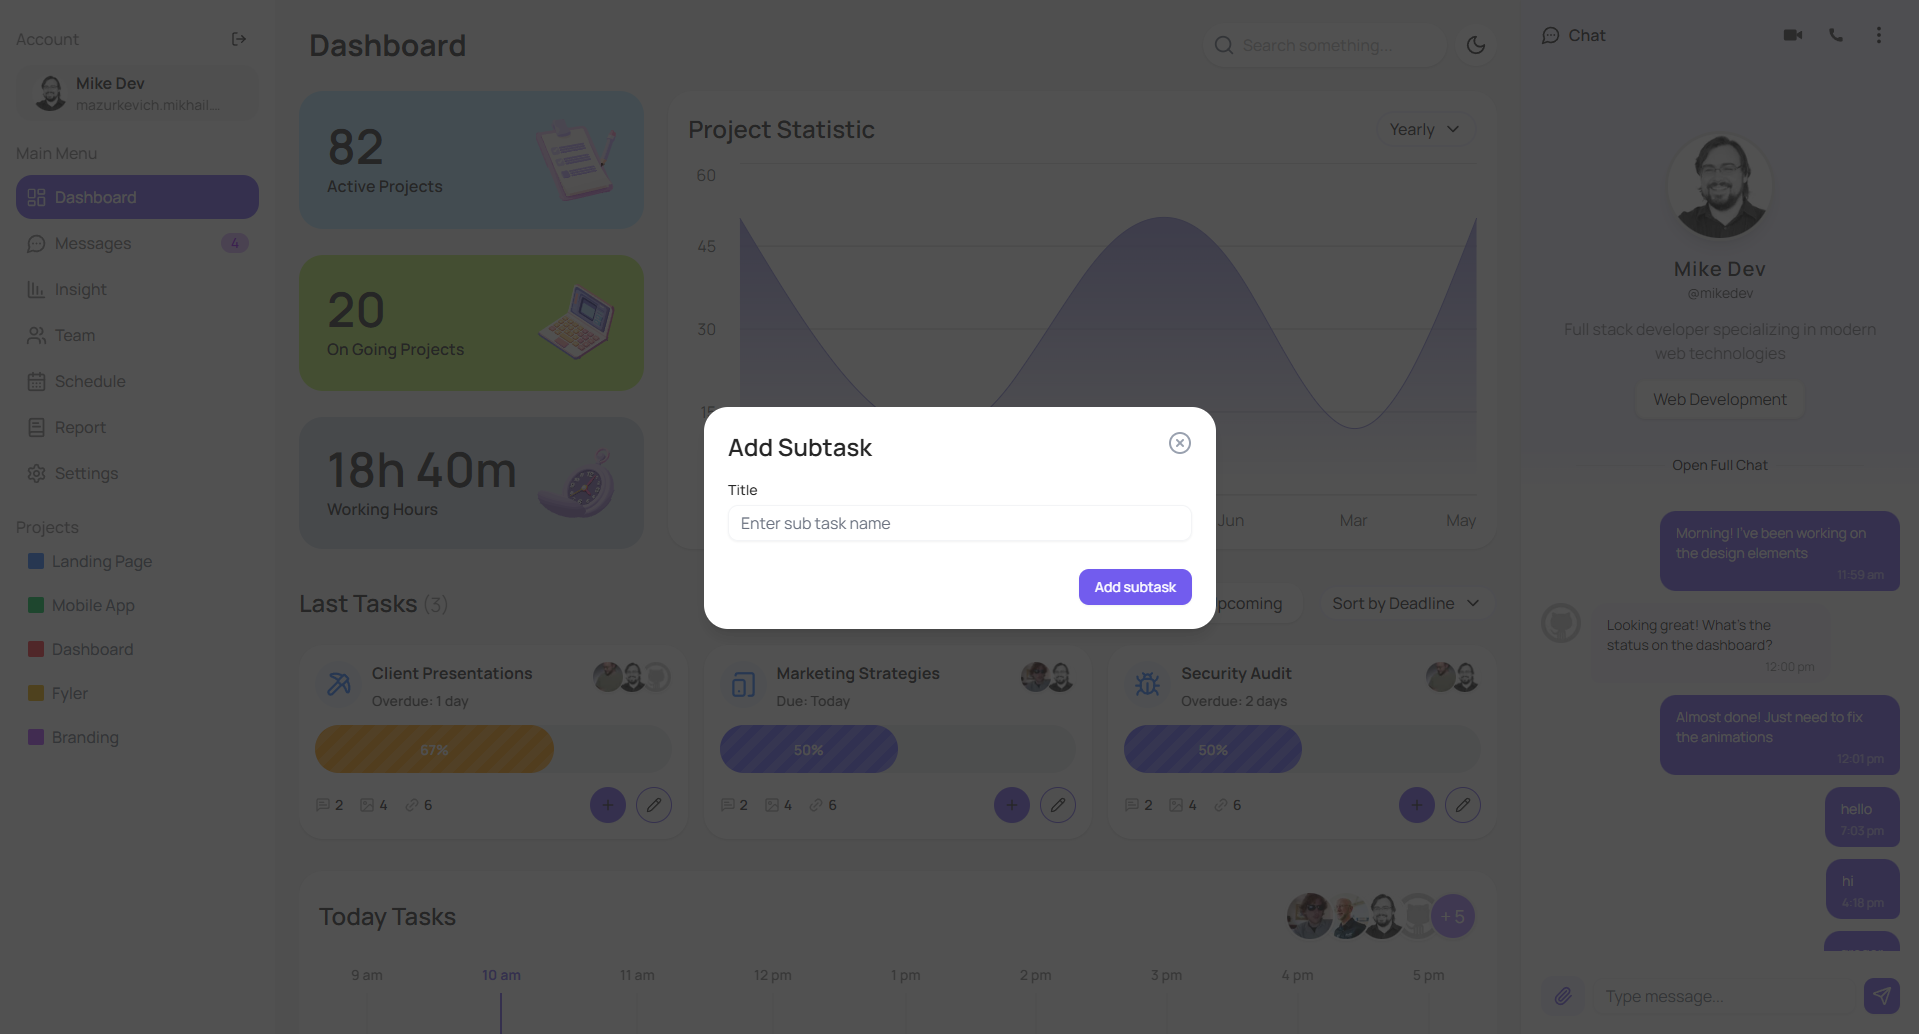 Account
Mike Dev
mazurkevich.mikhail...
Main Menu
Dashboard
Messages
4
Insight
Team
Schedule
Report
Settings
Projects
Landing Page
Mobile App
Dashboard
Fyler
Branding
Dashboard
Search something...
82
Active Projects
20
On Going Projects
18h 40m
Working Hours
Project Statistic
Yearly
60
45
30
Jun
Mar
May
Add Subtask
Title
Enter sub task name
Add subtask
Last Tasks (3)
Sort by Deadline
Client Presentations
Overdue: 1 day
67%
2
4
6
Marketing Strategies
Due: Today
50%
2
4
6
Security Audit
Overdue: 2 days
50%
2
4
6
Today Tasks
+5
9 am
10 am
11 am
12 pm
1 pm
2 pm
3 pm
4 pm
5 pm
Chat
Mike Dev
@mikedev
Full stack developer specializing in modern
web technologies
Web Development
Open Full Chat
Morning! I've been working on
the design elements
11:59 am
Looking great! What's the
status on the dashboard?
12:00 pm
Almost done! Just need to fix
the animations
12:01 pm
hello
7:03 pm
hi
4:18 pm
Type message...